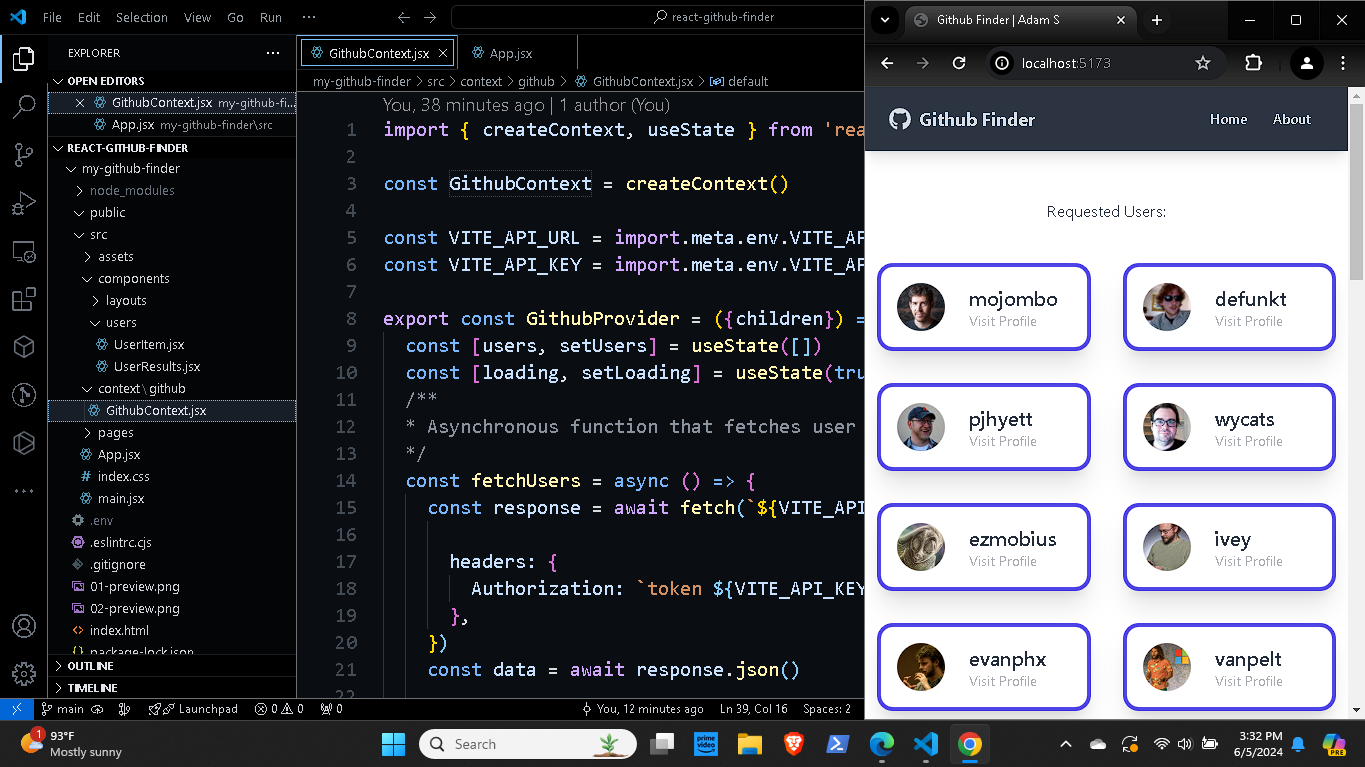 File Edit Selection View Go Run ··· react-github-finder
EXPLORER ···
OPEN EDITORS
GithubContext.jsx my-github-fi...
App.jsx my-github-finder\src
REACT-GITHUB-FINDER
my-github-finder
node_modules
public
src
assets
components
layouts
users
UserItem.jsx
UserResults.jsx
context\github
GithubContext.jsx
pages
App.jsx
# index.css
main.jsx
.env
.eslintrc.cjs
.gitignore
01-preview.png
02-preview.png
index.html
package-lock.json
OUTLINE
TIMELINE
GithubContext.jsx App.jsx
my-github-finder > src > context > github > GithubContext.jsx > default
You, 38 minutes ago | 1 author (You)
1 import { createContext, useState } from 'rea
2
3 const GithubContext = createContext()
4
5 const VITE_API_URL = import.meta.env.VITE_AP
6 const VITE_API_KEY = import.meta.env.VITE_AP
7
8 export const GithubProvider = ({children}) =
9 const [users, setUsers] = useState([])
10 const [loading, setLoading] = useState(tru
11 /**
12 * Asynchronous function that fetches user
13 */
14 const fetchUsers = async () => {
15 const response = await fetch(`${VITE_API
16
17 headers: {
18 Authorization: `token ${VITE_API_KEY
19 },
20 })
21 const data = await response.json()
22
main Launchpad 0 0 0 You, 12 minutes ago Ln 39, Col 16 Spaces: 2
Github Finder | Adam S
localhost:5173
Github Finder Home About
Requested Users:
mojombo
Visit Profile
defunkt
Visit Profile
pjhyett
Visit Profile
wycats
Visit Profile
ezmobius
Visit Profile
ivey
Visit Profile
evanphx
Visit Profile
vanpelt
Visit Profile
1
93°F
Mostly sunny
Search
prime video
PRE
3:32 PM
6/5/2024